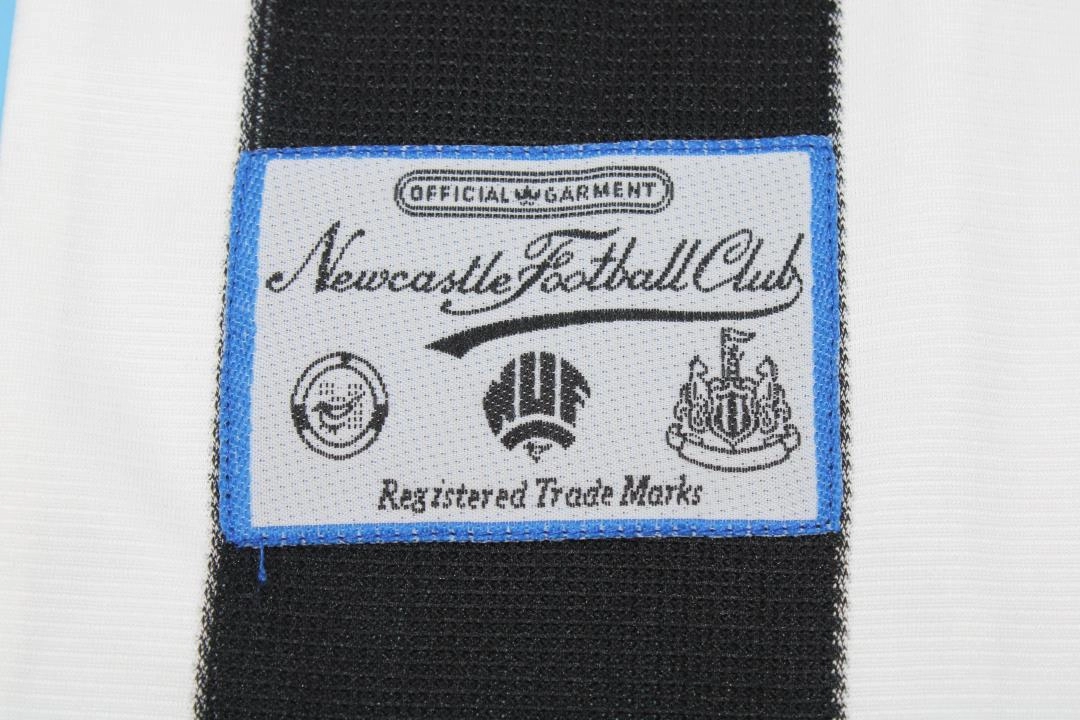 OFFICIAL GARMENT
Newcastle Football Club
NUF
Registered Trade Marks